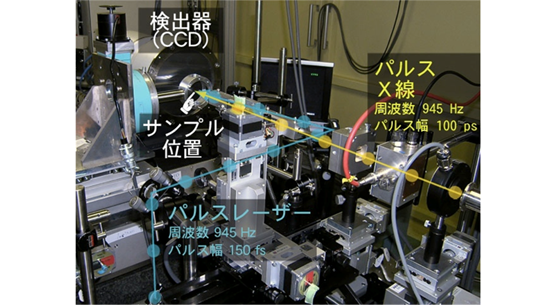 検出器
(CCD)
サンプル
位置
パルス
X線
周波数 945 Hz
パルス幅 100 ps
パルスレーザー
周波数 945 Hz
パルス幅 150 fs